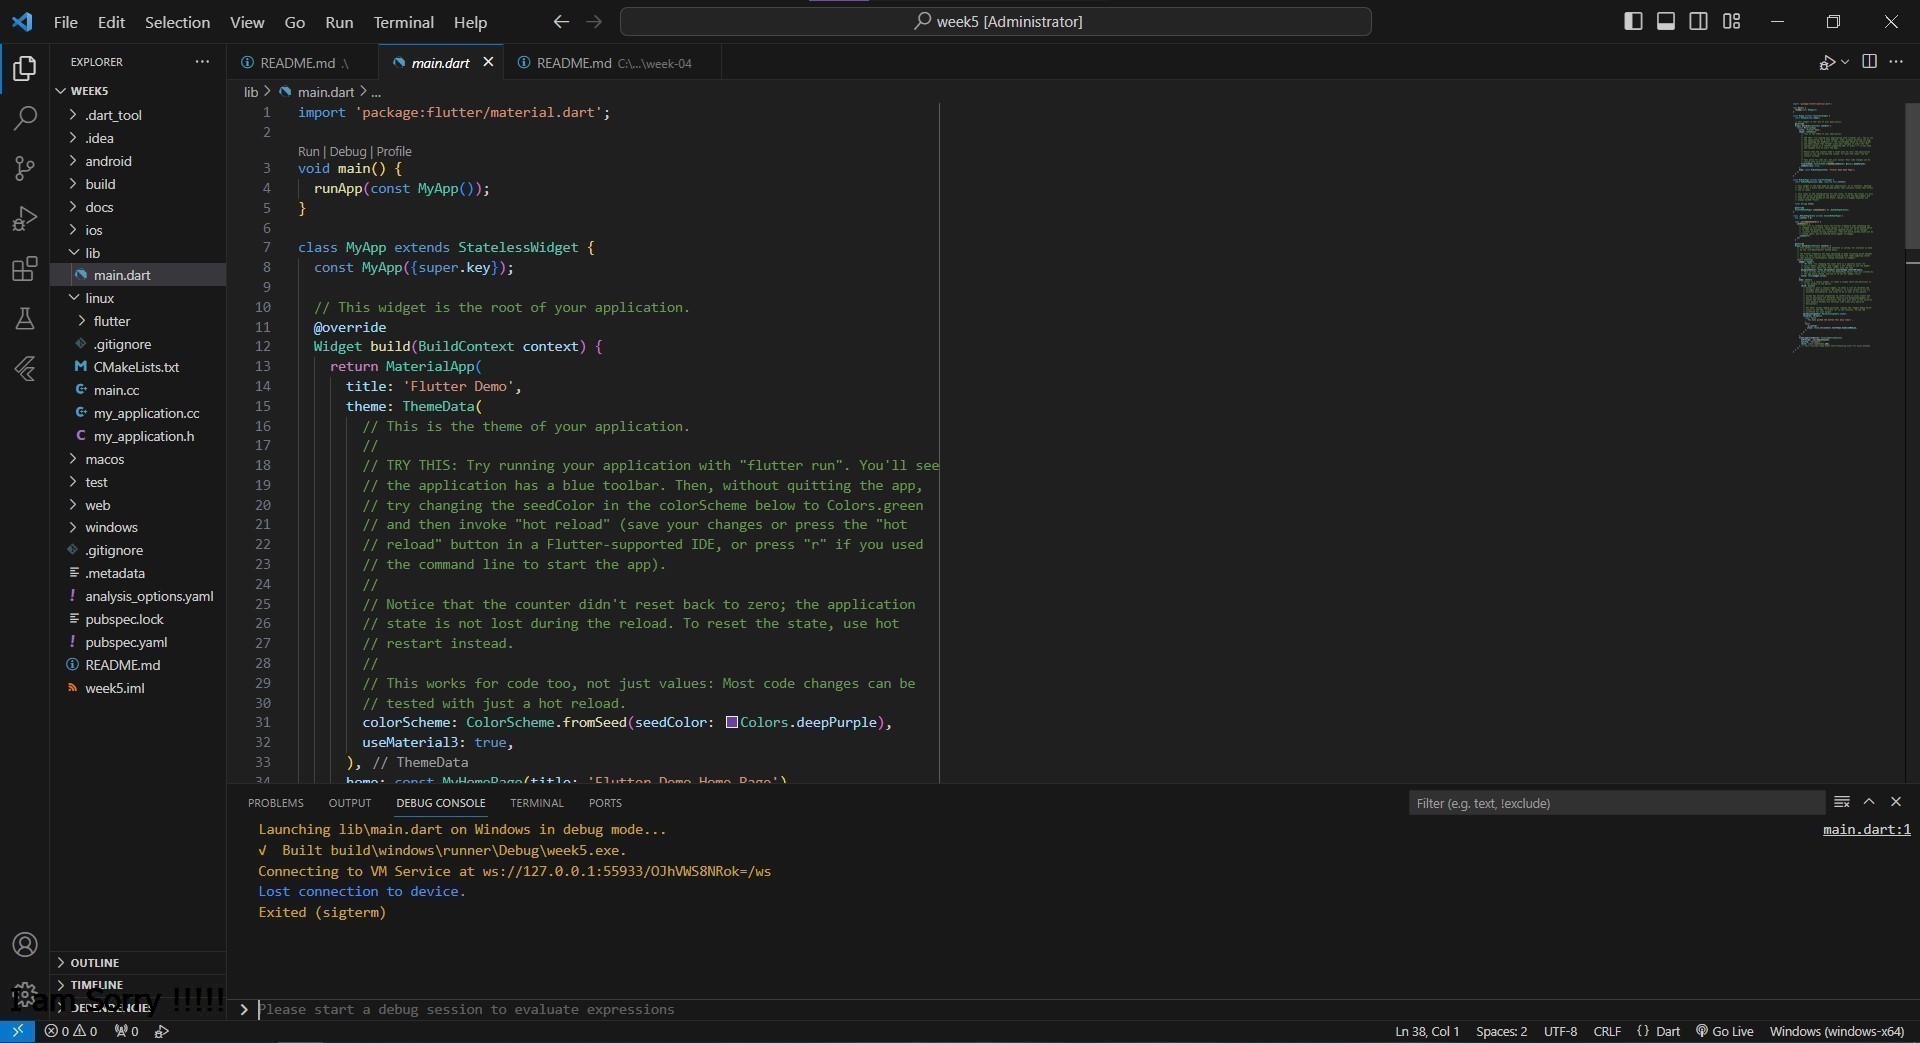 File Edit Selection View Go Run Terminal Help
week5 [Administrator]
EXPLORER
WEEK5
.dart_tool
.idea
android
build
docs
ios
lib
main.dart
linux
flutter
.gitignore
CMakeLists.txt
main.cc
my_application.cc
my_application.h
macos
test
web
windows
.gitignore
.metadata
analysis_options.yaml
pubspec.lock
pubspec.yaml
README.md
week5.iml
OUTLINE
TIMELINE
DEPENDENCIES
I am Sorry !!!!!
README.md .\
main.dart
README.md C:\...\week-04
lib > main.dart > ...
1 import 'package:flutter/material.dart';
2
Run | Debug | Profile
3 void main() {
4 runApp(const MyApp());
5 }
6
7 class MyApp extends StatelessWidget {
8 const MyApp({super.key});
9
10 // This widget is the root of your application.
11 @override
12 Widget build(BuildContext context) {
13 return MaterialApp(
14 title: 'Flutter Demo',
15 theme: ThemeData(
16 // This is the theme of your application.
17 //
18 // TRY THIS: Try running your application with "flutter run". You'll see
19 // the application has a blue toolbar. Then, without quitting the app,
20 // try changing the seedColor in the colorScheme below to Colors.green
21 // and then invoke "hot reload" (save your changes or press the "hot
22 // reload" button in a Flutter-supported IDE, or press "r" if you used
23 // the command line to start the app).
24 //
25 // Notice that the counter didn't reset back to zero; the application
26 // state is not lost during the reload. To reset the state, use hot
27 // restart instead.
28 //
29 // This works for code too, not just values: Most code changes can be
30 // tested with just a hot reload.
31 colorScheme: ColorScheme.fromSeed(seedColor: Colors.deepPurple),
32 useMaterial3: true,
33 ), // ThemeData
34 home: const MyHomePage(title: 'Flutter Demo Home Page')
PROBLEMS OUTPUT DEBUG CONSOLE TERMINAL PORTS
Filter (e.g. text, !exclude)
Launching lib\main.dart on Windows in debug mode...
main.dart:1
√ Built build\windows\runner\Debug\week5.exe.
Connecting to VM Service at ws://127.0.0.1:55933/OJhVWS8NRok=/ws
Lost connection to device.
Exited (sigterm)
Please start a debug session to evaluate expressions
0 0 0
Ln 38, Col 1 Spaces: 2 UTF-8 CRLF {} Dart Go Live Windows (windows-x64)